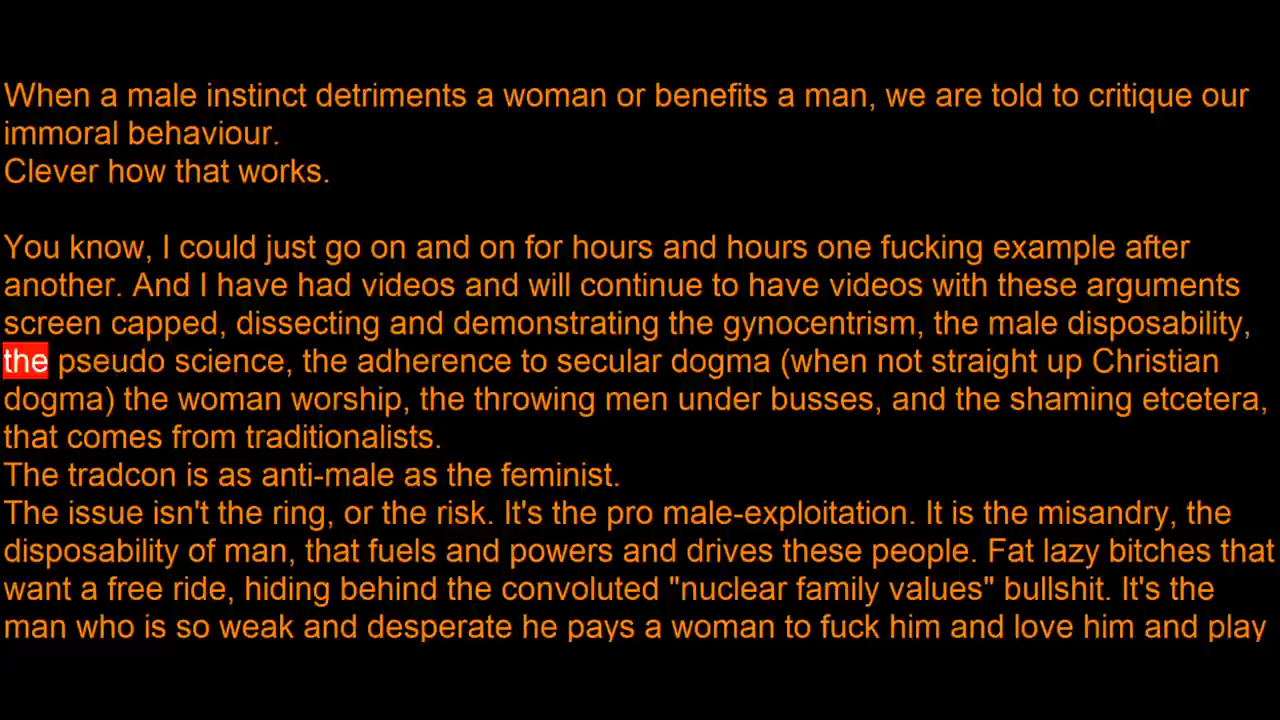 When a male instinct detriments a woman or benefits a man, we are told to critique our
immoral behaviour.
Clever how that works.
You know, I could just go on and on for hours and hours one fucking example after
another. And I have had videos and will continue to have videos with these arguments
screen capped, dissecting and demonstrating the gynocentrism, the male disposability,
the pseudo science, the adherence to secular dogma (when not straight up Christian
dogma) the woman worship, the throwing men under busses, and the shaming etcetera,
that comes from traditionalists.
The tradcon is as anti-male as the feminist.
The issue isn't the ring, or the risk. It's the pro male-exploitation. It is the misandry, the
disposability of man, that fuels and powers and drives these people. Fat lazy bitches that
want a free ride, hiding behind the convoluted "nuclear family values" bullshit. It's the
man who is so weak and desperate he pays a woman to fuck him and love him and play